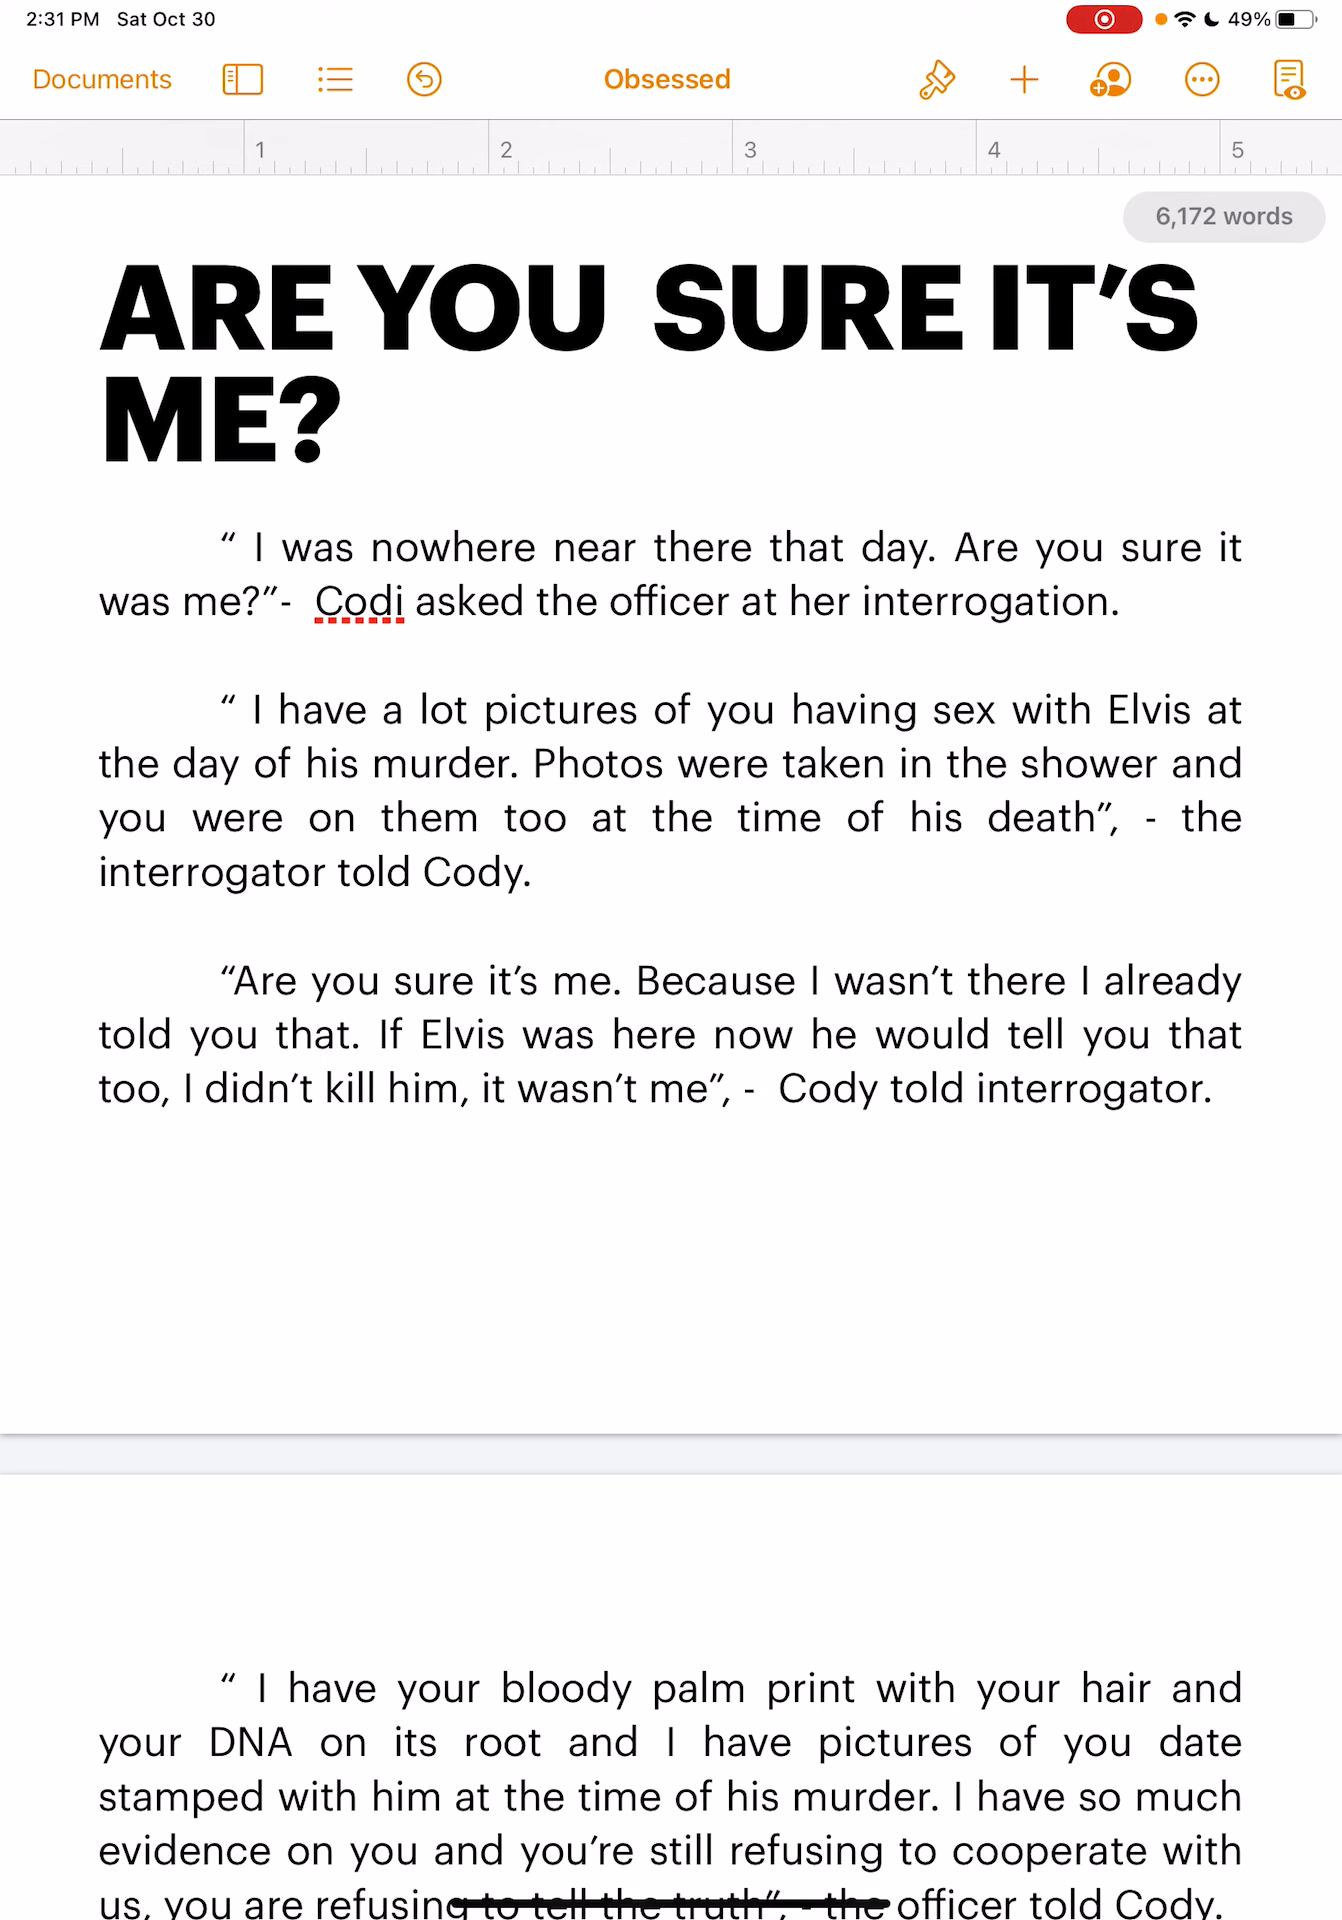 2:31 PM Sat Oct 30 49%
Documents Obsessed
1 2 3 4 5
6,172 words
ARE YOU SURE IT'S
ME?
“ I was nowhere near there that day. Are you sure it
was me?”- Codi asked the officer at her interrogation.
“ I have a lot pictures of you having sex with Elvis at
the day of his murder. Photos were taken in the shower and
you were on them too at the time of his death”, - the
interrogator told Cody.
“Are you sure it’s me. Because I wasn’t there I already
told you that. If Elvis was here now he would tell you that
too, I didn’t kill him, it wasn’t me”, - Cody told interrogator.
“ I have your bloody palm print with your hair and
your DNA on its root and I have pictures of you date
stamped with him at the time of his murder. I have so much
evidence on you and you’re still refusing to cooperate with
us, you are refusing to tell the truth”, - the officer told Cody.